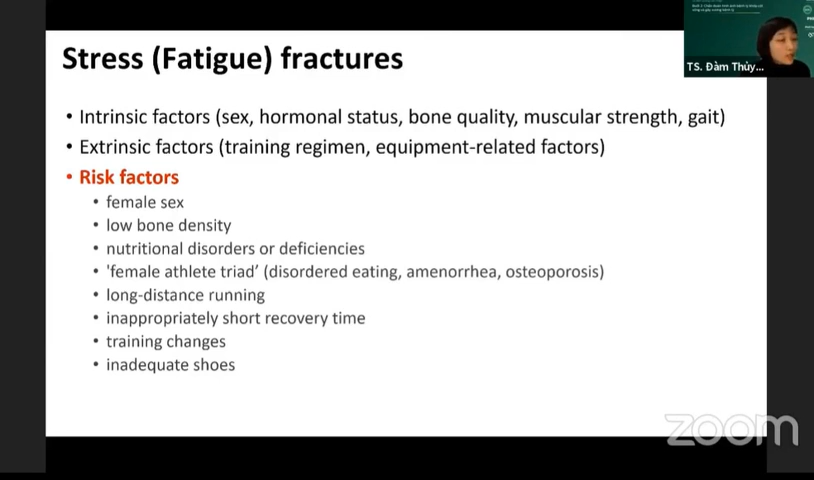 Stress (Fatigue) fractures
• Intrinsic factors (sex, hormonal status, bone quality, muscular strength, gait)
• Extrinsic factors (training regimen, equipment-related factors)
• Risk factors
• female sex
• low bone density
• nutritional disorders or deficiencies
• 'female athlete triad' (disordered eating, amenorrhea, osteoporosis)
• long-distance running
• inappropriately short recovery time
• training changes
• inadequate shoes
TS. Đàm Thủy...
zoom